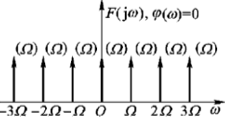 F(jω), φ(ω)=0
(Ω) (Ω) (Ω) (Ω) (Ω) (Ω) (Ω)
-3Ω -2Ω -Ω O Ω 2Ω 3Ω ω